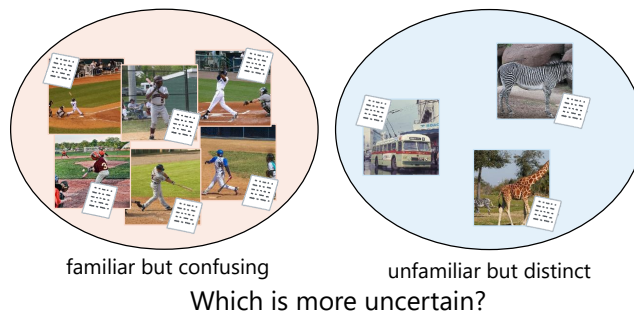 familiar but confusing
unfamiliar but distinct
Which is more uncertain?